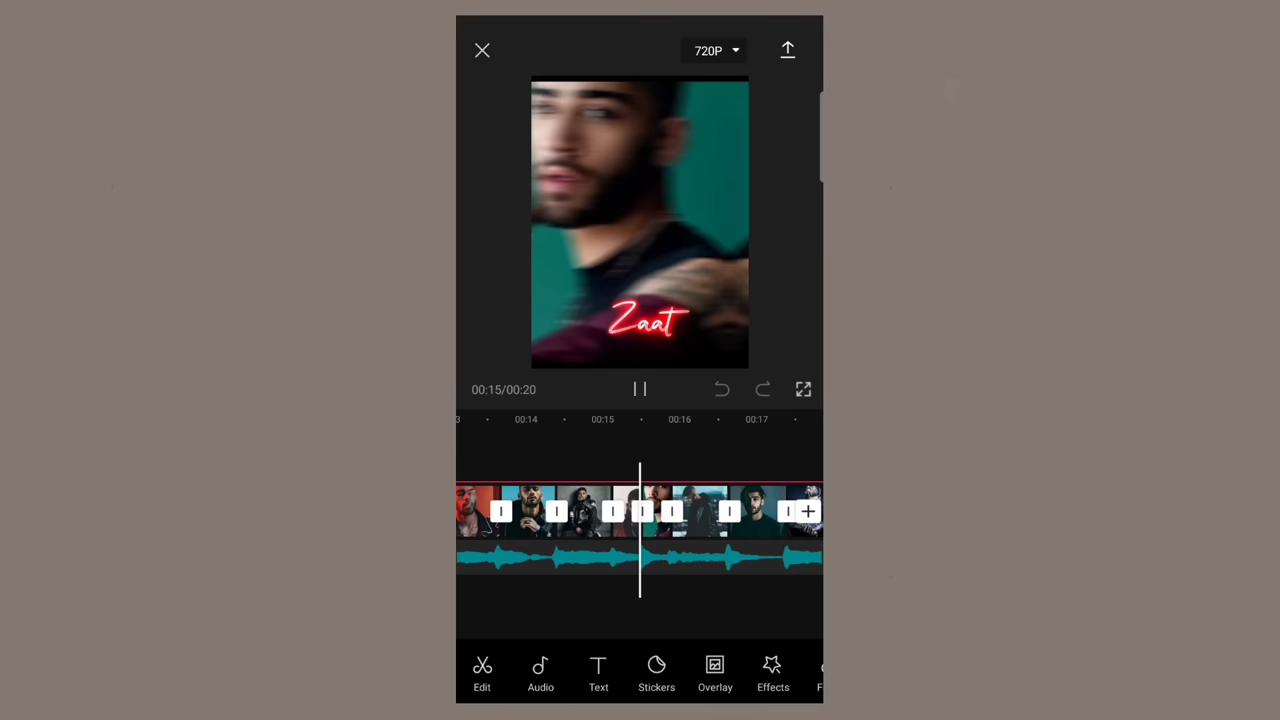 720P
Zaat
00:15/00:20
3 00:14 00:15 00:16 00:17
Edit Audio Text Stickers Overlay Effects F